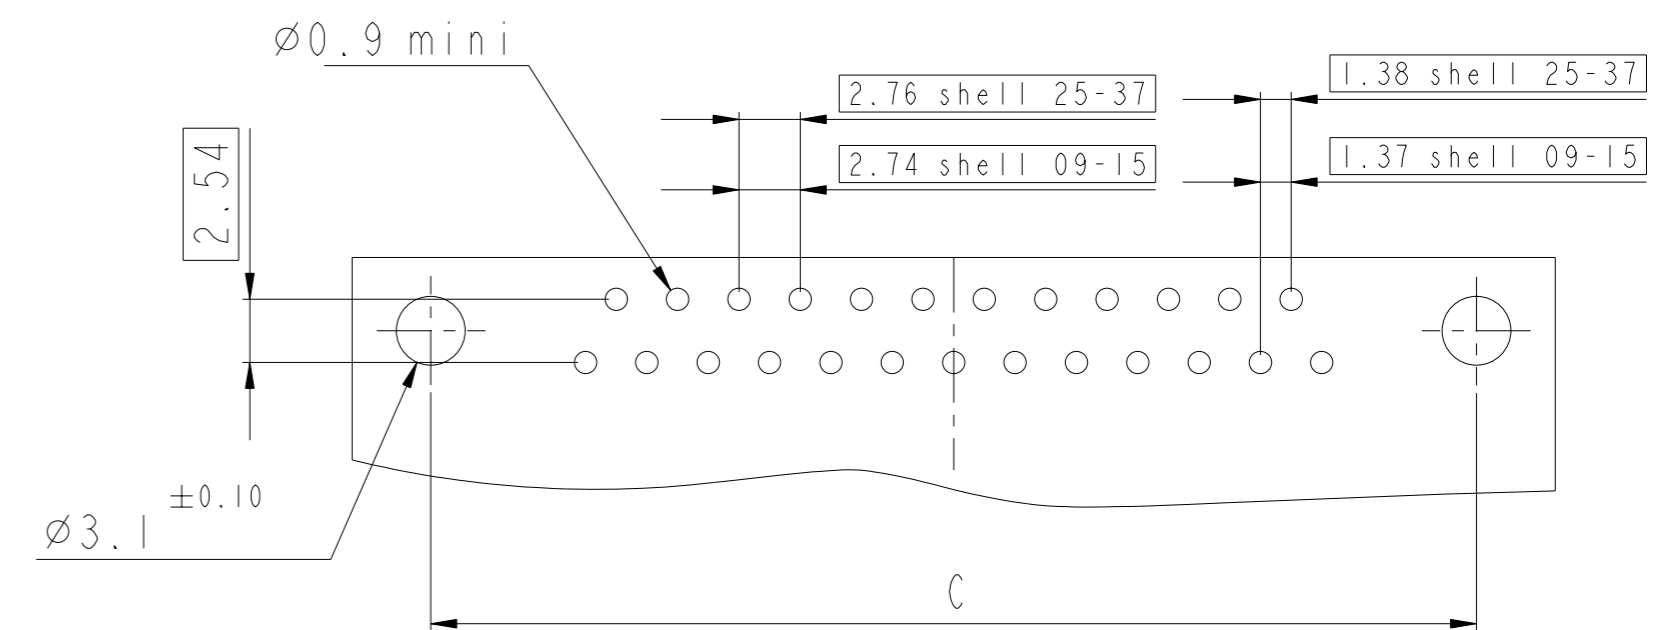 Ø0.9 mini
2.76 shell 25-37
1.38 shell 25-37
2.74 shell 09-15
1.37 shell 09-15
2.54
Ø3.1 ±0.10
C